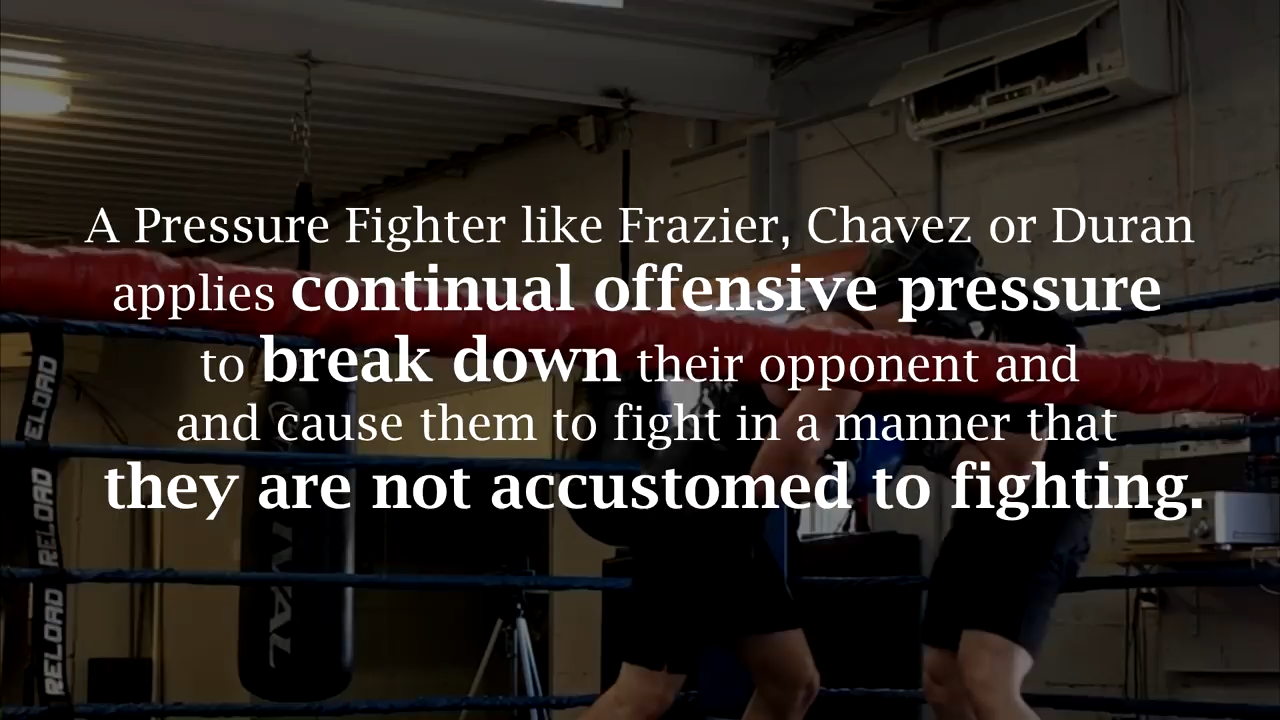 A Pressure Fighter like Frazier, Chavez or Duran
applies continual offensive pressure
to break down their opponent and
and cause them to fight in a manner that
they are not accustomed to fighting.
RELOAD
RELOAD
RELOAD